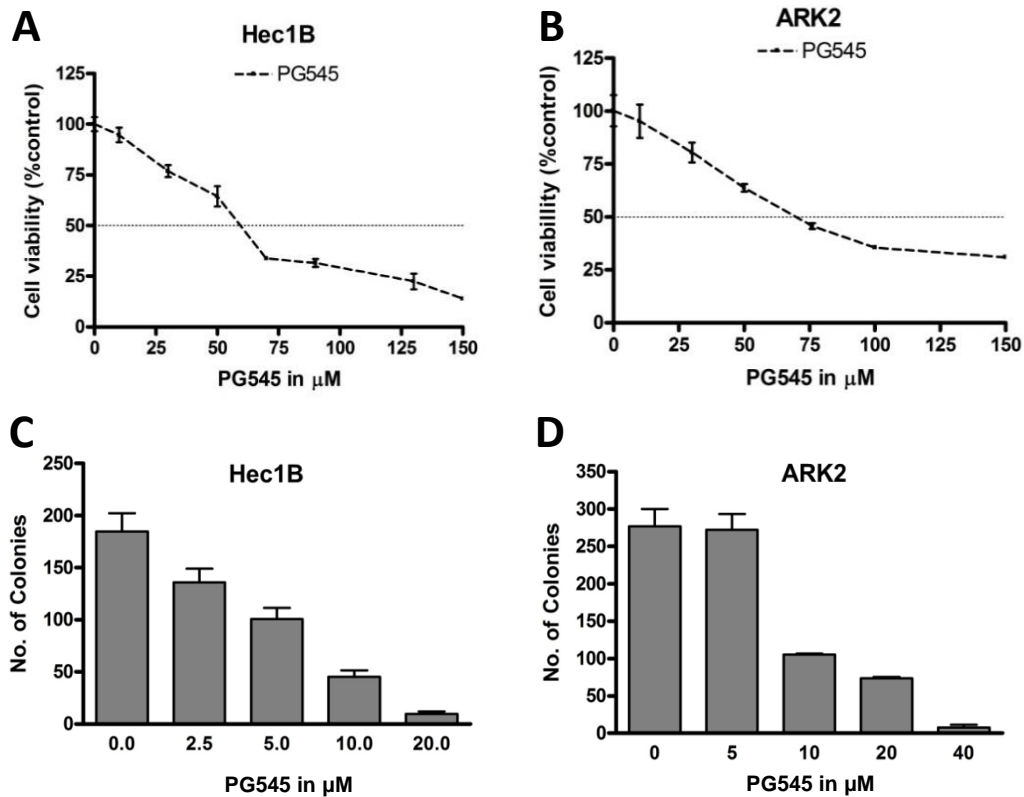 A
Hec1B
PG545
Cell viability (%control)
125
100
75
50
25
0
0 25 50 75 100 125 150
PG545 in μM
B
ARK2
PG545
Cell viabillity (%control)
125
100
75
50
25
0
0 25 50 75 100 125 150
PG545 in μM
C
Hec1B
No. of Colonies
250
200
150
100
50
0
0.0 2.5 5.0 10.0 20.0
PG545 in μM
D
ARK2
No. of Colonies
350
300
250
200
150
100
50
0
0 5 10 20 40
PG545 in μM